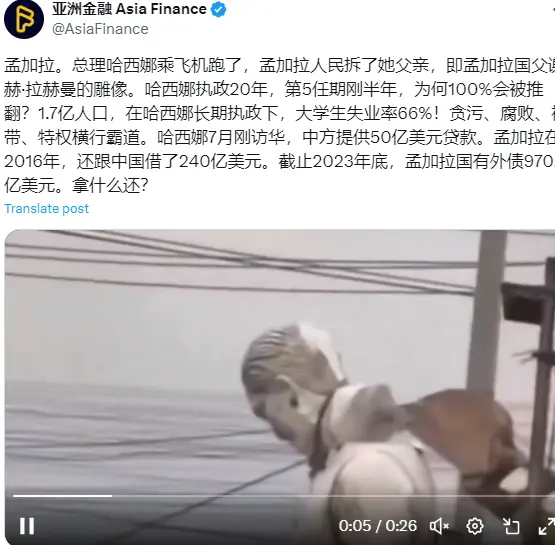 亚洲金融 Asia Finance
@AsiaFinance
孟加拉。总理哈西娜乘飞机跑了，孟加拉人民拆了她父亲，即孟加拉国父谢
赫·拉赫曼的雕像。哈西娜执政20年，第5任期刚半年，为何100%会被推
翻？1.7亿人口，在哈西娜长期执政下，大学生失业率66%！贪污、腐败、
带、特权横行霸道。哈西娜7月刚访华，中方提供50亿美元贷款。孟加拉在
2016年，还跟中国借了240亿美元。截止2023年底，孟加拉国有外债970
亿美元。拿什么还？
Translate post
0:05 / 0:26